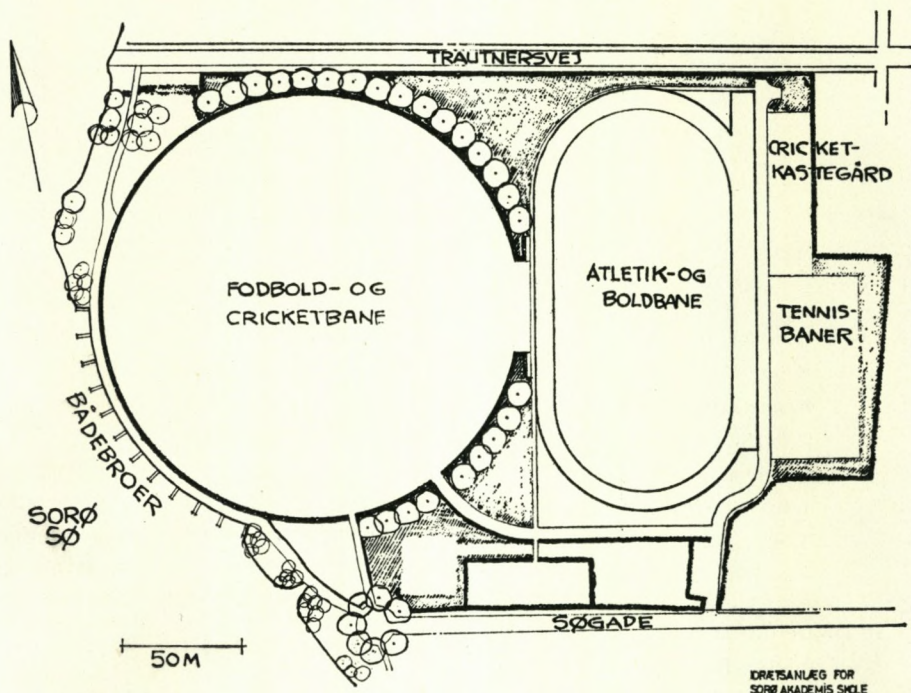 TRAUTNERSVEJ
CRICKET-
KASTEGÅRD
FODBOLD- OG
CRICKETBANE
ATLETIK-OG
BOLDBANE
TENNIS-
BANER
BÅDEBROER
SORØ
SØ
SØGADE
50M
IDRÆTSANLÆG FOR
SORØ AKADEMIS SKOLE